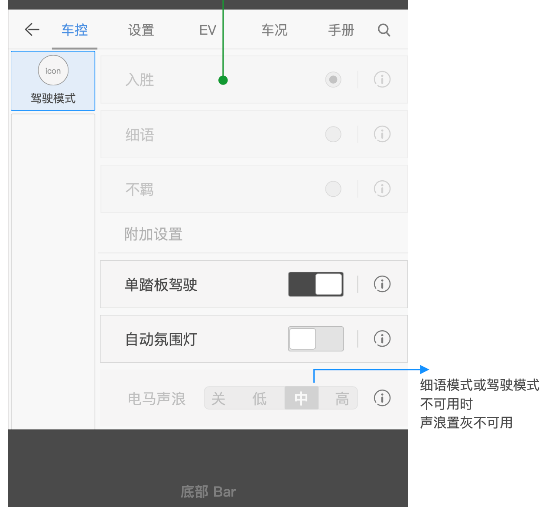 车控 设置 EV 车况 手册
Icon
驾驶模式
入胜
细语
不羁
附加设置
单踏板驾驶
自动氛围灯
电马声浪 关 低 中 高
细语模式或驾驶模式
不可用时
声浪置灰不可用
底部 Bar